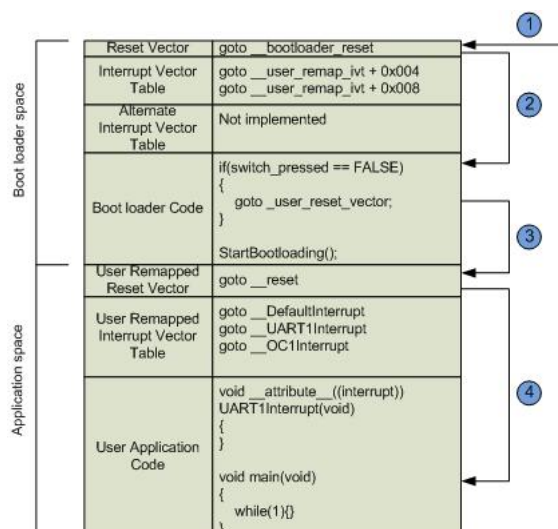 1
Boot loader space
Reset Vector
goto __bootloader_reset
Interrupt Vector
Table
goto __user_remap_ivt + 0x004
goto __user_remap_ivt + 0x008
2
Alternate
Interrupt Vector
Table
Not implemented
Boot loader Code
if(switch_pressed == FALSE)
{
goto _user_reset_vector;
}
StartBootloading();
3
Application space
User Remapped
Reset Vector
goto __reset
User Remapped
Interrupt Vector
Table
goto __DefaultInterrupt
goto __UART1Interrupt
goto __OC1Interrupt
4
User Application
Code
void __attribute__((interrupt))
UART1Interrupt(void)
{
}
void main(void)
{
while(1){}
}